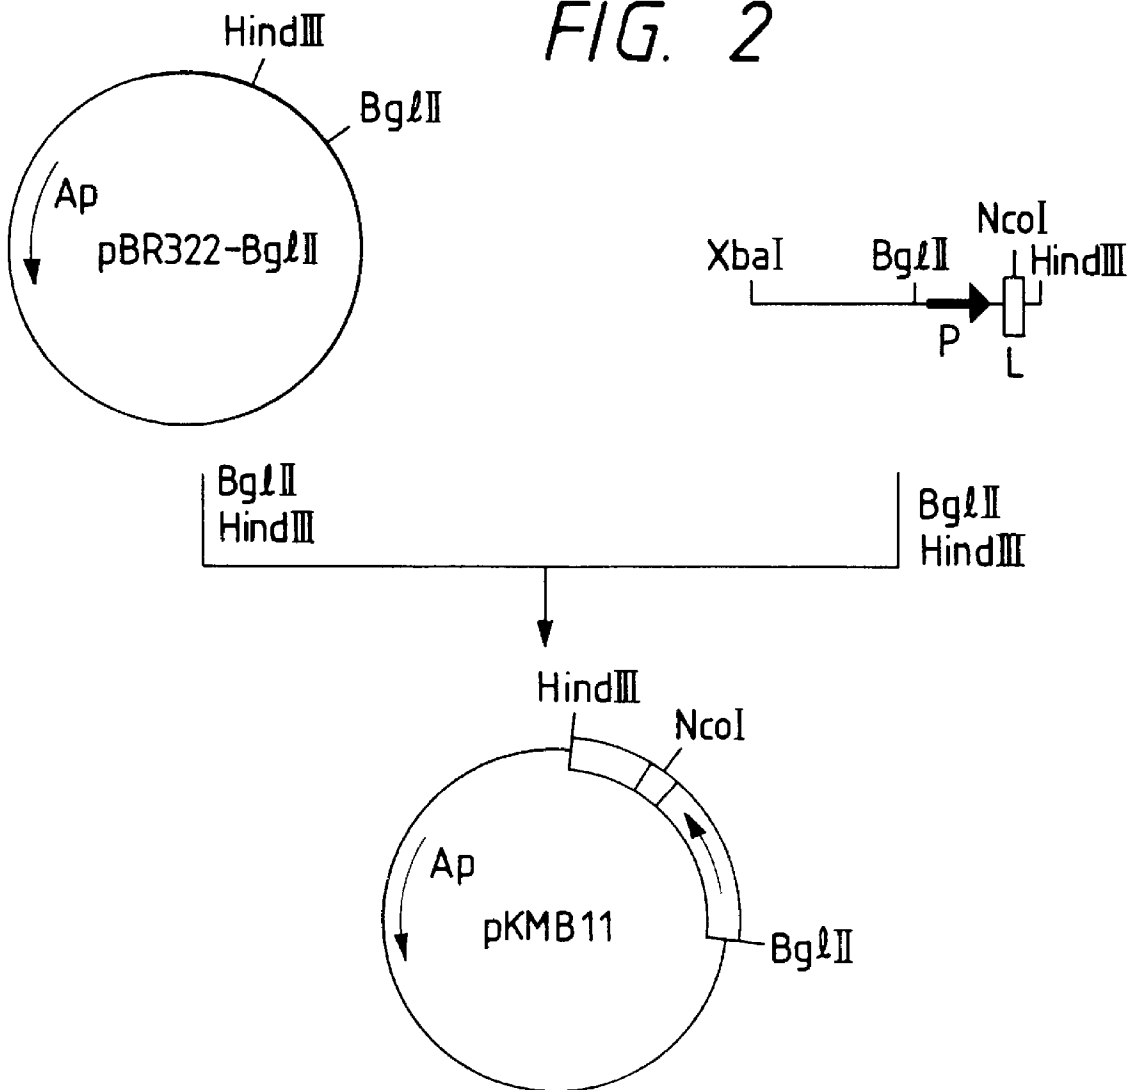 FIG. 2
HindⅢ
BglⅡ
Ap
pBR322-BglⅡ
NcoI
XbaI
BglⅡ
HindⅢ
P
L
BglⅡ
HindⅢ
BglⅡ
HindⅢ
HindⅢ
NcoI
Ap
pKMB11
BglⅡ